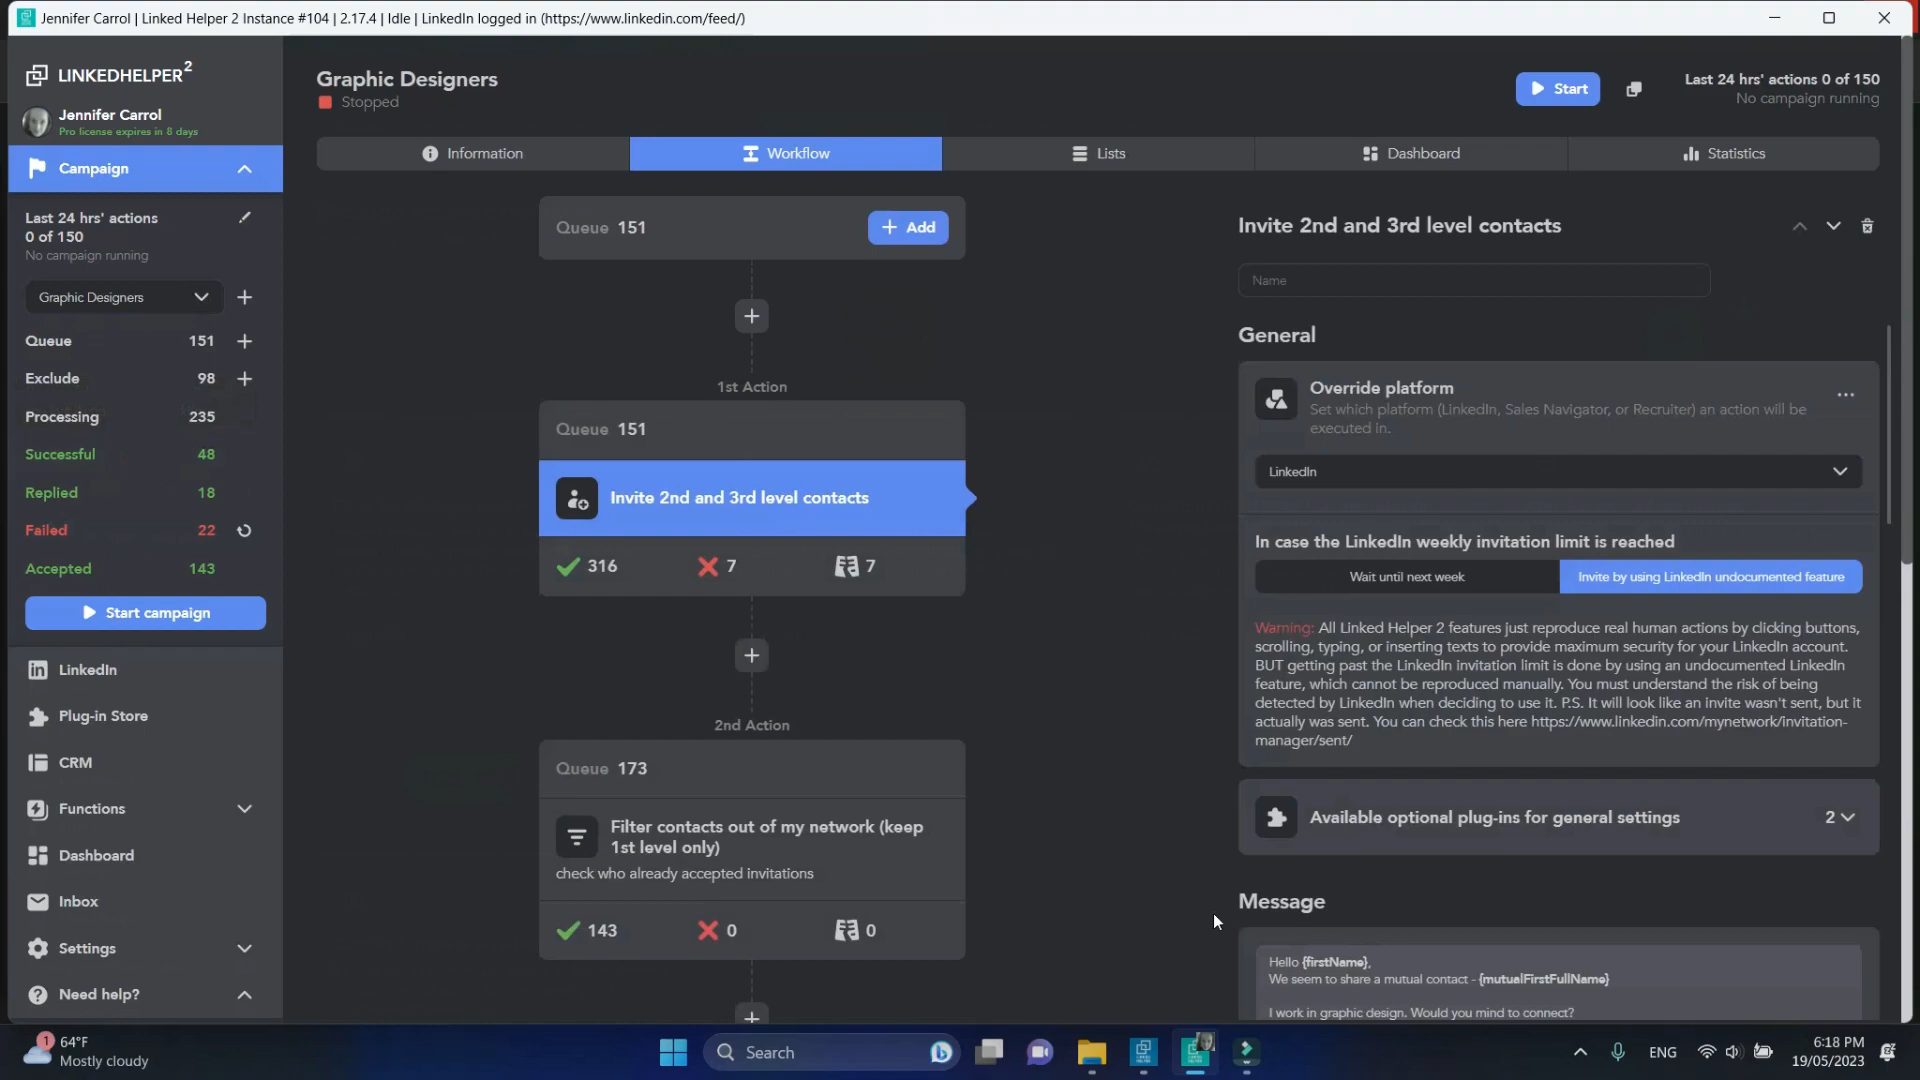 Jennifer Carrol | Linked Helper 2 Instance #104 | 2.17.4 | Idle | LinkedIn logged in (https://www.linkedin.com/feed/)
LINKEDHELPER 2
Jennifer Carrol
Pro license expires in 8 days
Campaign
Last 24 hrs' actions
0 of 150
No campaign running
Graphic Designers
Queue 151
Exclude 98
Processing 235
Successful 48
Replied 18
Failed 22
Accepted 143
Start campaign
LinkedIn
Plug-in Store
CRM
Functions
Dashboard
Inbox
Settings
Need help?
Graphic Designers
Stopped
Start
Last 24 hrs' actions 0 of 150
No campaign running
Information
Workflow
Lists
Dashboard
Statistics
Queue 151
Add
1st Action
Queue 151
Invite 2nd and 3rd level contacts
316 7 7
2nd Action
Queue 173
Filter contacts out of my network (keep
1st level only)
check who already accepted invitations
143 0 0
Invite 2nd and 3rd level contacts
Name
General
Override platform
Set which platform (LinkedIn, Sales Navigator, or Recruiter) an action will be
executed in.
LinkedIn
In case the LinkedIn weekly invitation limit is reached
Wait until next week
Invite by using LinkedIn undocumented feature
Warning: All Linked Helper 2 features just reproduce real human actions by clicking buttons,
scrolling, typing, or inserting texts to provide maximum security for your LinkedIn account.
BUT getting past the LinkedIn invitation limit is done by using an undocumented LinkedIn
feature, which cannot be reproduced manually. You must understand the risk of being
detected by LinkedIn when deciding to use it. P.S. It will look like an invite wasn't sent, but it
actually was sent. You can check this here https://www.linkedin.com/mynetwork/invitation-
manager/sent/
Available optional plug-ins for general settings
2
Message
Hello {firstName},
We seem to share a mutual contact - {mutualFirstFullName}
I work in graphic design. Would you mind to connect?
1
64°F
Mostly cloudy
Search
ENG
6:18 PM
19/05/2023